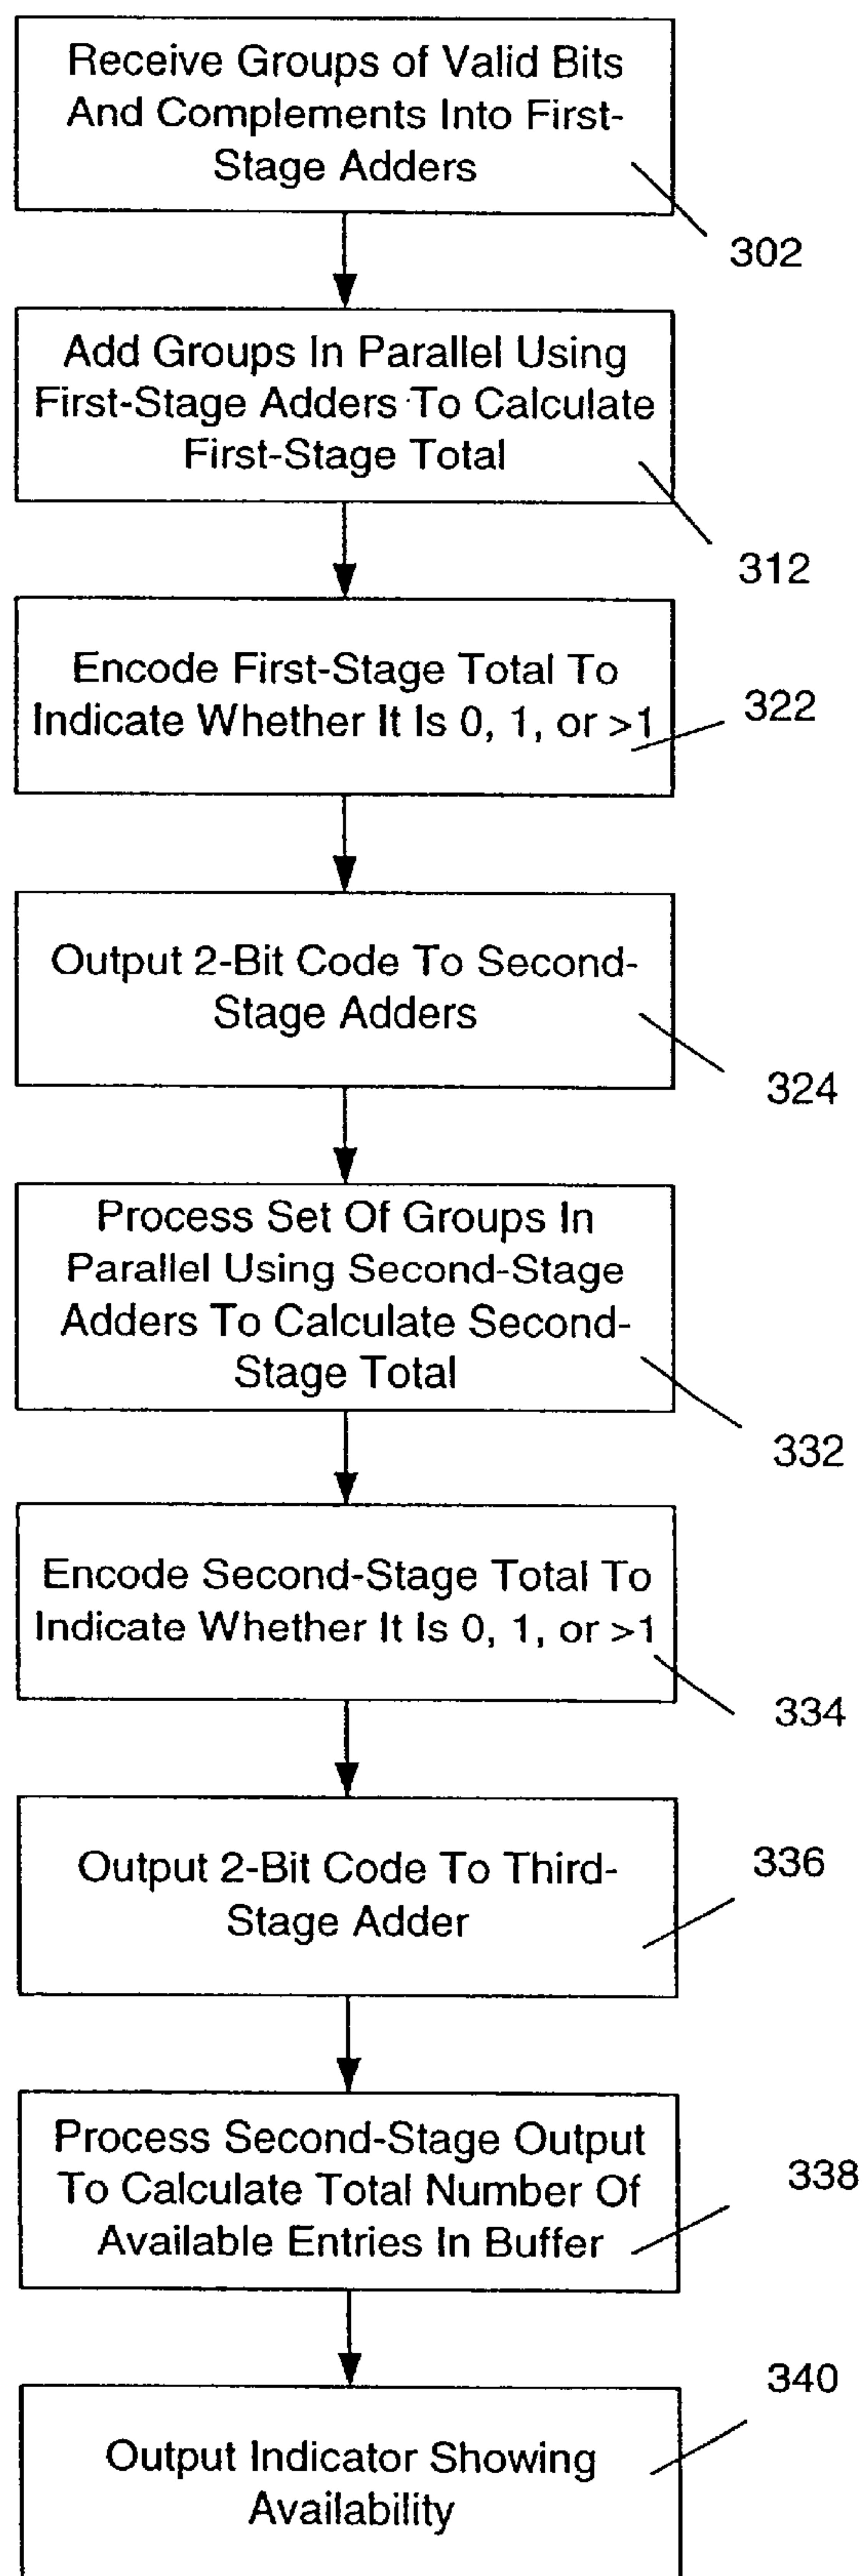 Receive Groups of Valid Bits
And Complements Into First-
Stage Adders
302
Add Groups In Parallel Using
First-Stage Adders To Calculate
First-Stage Total
312
Encode First-Stage Total To
Indicate Whether It Is 0, 1, or >1
322
Output 2-Bit Code To Second-
Stage Adders
324
Process Set Of Groups In
Parallel Using Second-Stage
Adders To Calculate Second-
Stage Total
332
Encode Second-Stage Total To
Indicate Whether It Is 0, 1, or >1
334
Output 2-Bit Code To Third-
Stage Adder
336
Process Second-Stage Output
To Calculate Total Number Of
Available Entries In Buffer
338
Output Indicator Showing
Availability
340